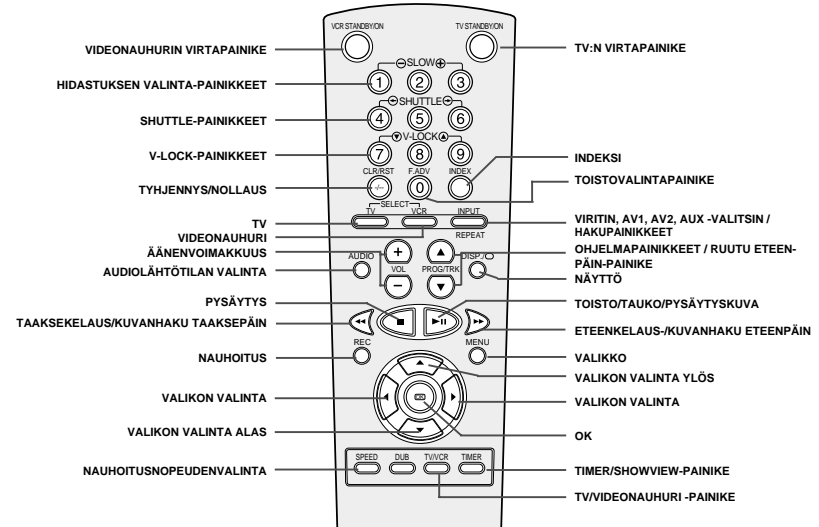 VCR STANDBY/ON
TV STANDBY/ON
VIDEONAUHURIN VIRTAPAINIKE
TV:N VIRTAPAINIKE
SLOW
HIDASTUKSEN VALINTA-PAINIKKEET
1 2 3
SHUTTLE
SHUTTLE-PAINIKKEET
4 5 6
V-LOCK
V-LOCK-PAINIKKEET
7 8 9
INDEKSI
CLR/RST F.ADV INDEX
TYHJENNYS/NOLLAUS
-/-- 0
TOISTOVALINTAPAINIKE
SELECT
TV VCR INPUT
TV
VIRITIN, AV1, AV2, AUX -VALITSIN /
HAKUPAINIKKEET
VIDEONAUHURI
REPEAT
ÄÄNENVOIMAKKUUS
OHJELMAPAINIKKEET / RUUTU ETEEN-
PÄIN-PAINIKE
AUDIO
DISP./
AUDIOLÄHTÖTILAN VALINTA
VOL PROG/TRK
NÄYTTÖ
PYSÄYTYS
TOISTO/TAUKO/PYSÄYTYSKUVA
TAAKSEKELAUS/KUVANHAKU TAAKSEPÄIN
ETEENKELAUS-/KUVANHAKU ETEENPÄIN
REC MENU
NAUHOITUS
VALIKKO
VALIKON VALINTA YLÖS
VALIKON VALINTA
OK
VALIKON VALINTA
VALIKON VALINTA ALAS
OK
SPEED DUB TV/VCR TIMER
NAUHOITUSNOPEUDENVALINTA
TIMER/SHOWVIEW-PAINIKE
TV/VIDEONAUHURI -PAINIKE